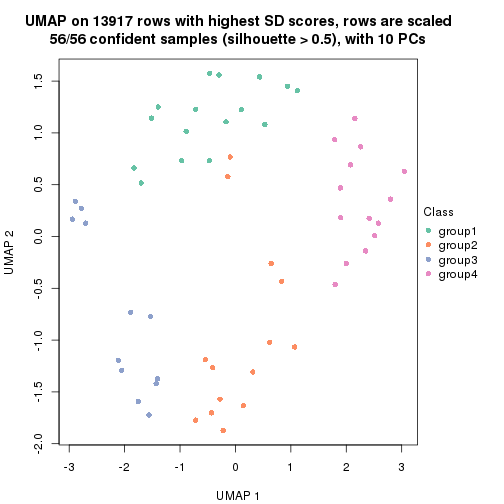 UMAP on 13917 rows with highest SD scores, rows are scaled
56/56 confident samples (silhouette > 0.5), with 10 PCs
1.5
1.0
0.5
0.0
-0.5
-1.0
-1.5
-2.0
UMAP 2
-3 -2 -1 0 1 2 3
UMAP 1
Class
group1
group2
group3
group4